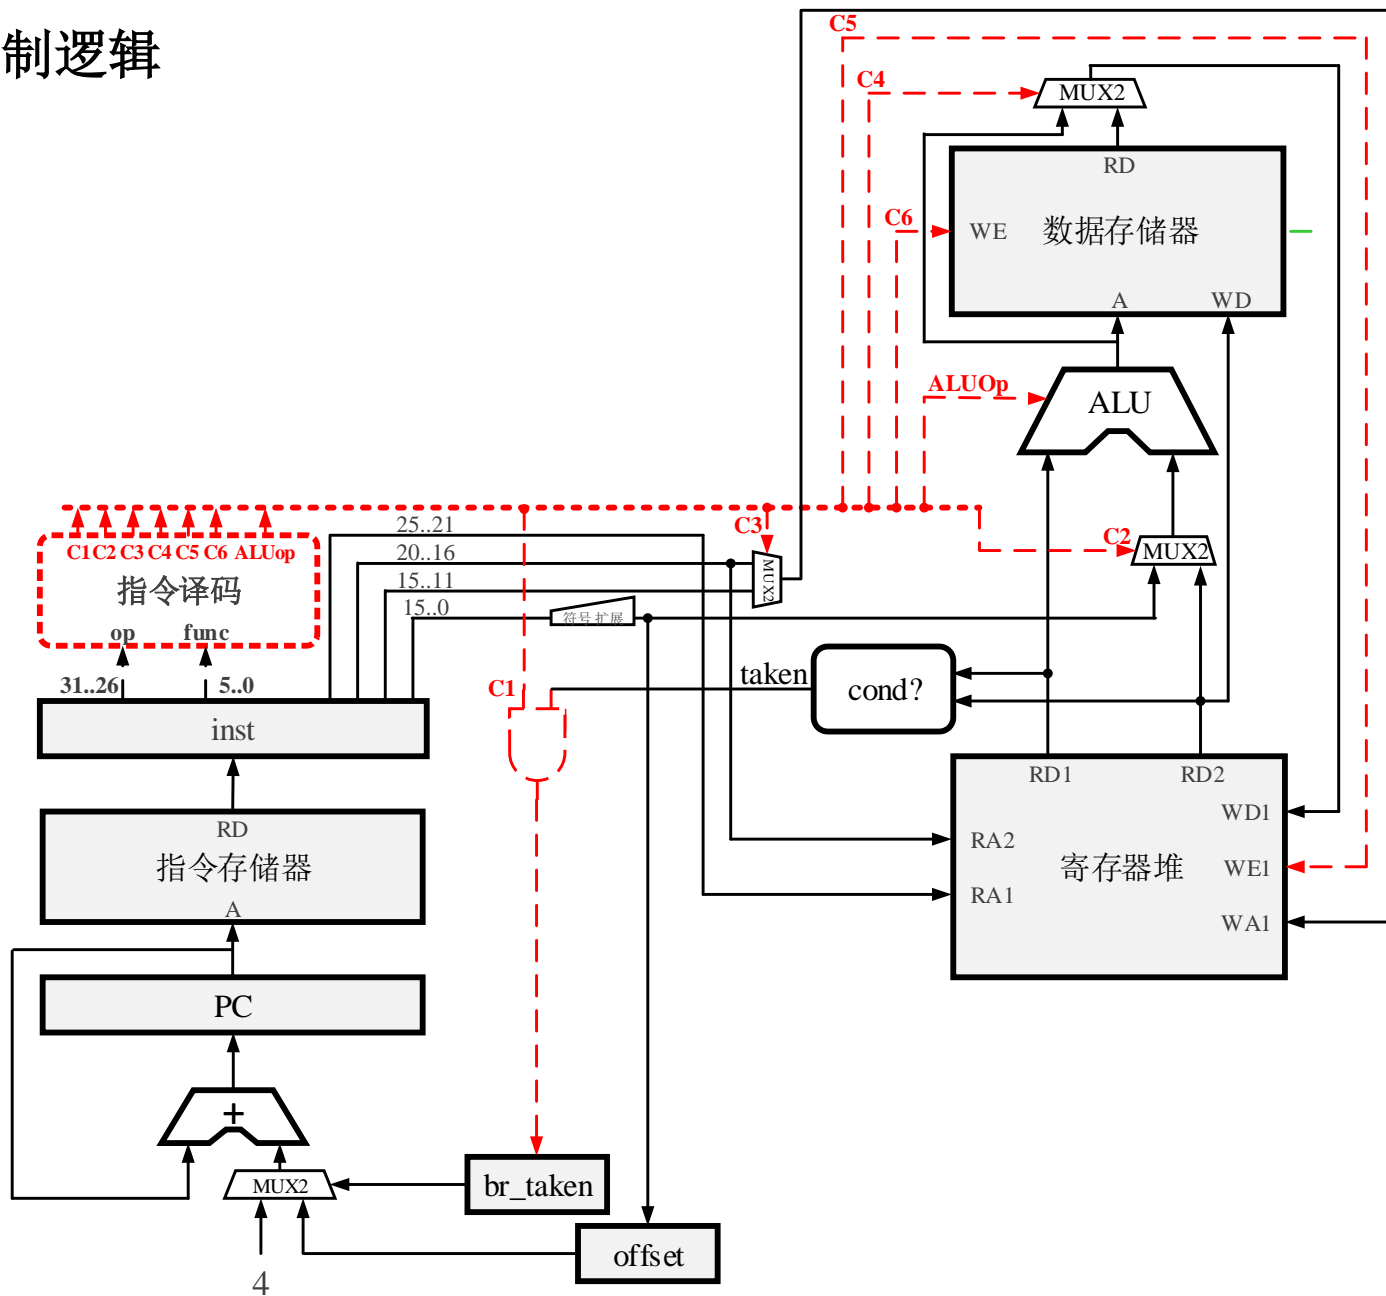 制逻辑
C5
C4
MUX2
RD
C6
WE
数据存储器
A
WD
ALUOp
ALU
C3
C2
MUX2
MUX2
C1 C2 C3 C4 C5 C6 ALUop
指令译码
op
func
25..21
20..16
15..11
15..0
符号扩展
31..26
5..0
C1
taken
cond?
inst
RD1
RD2
WD1
RA2
寄存器堆
WE1
RA1
WA1
RD
指令存储器
A
PC
+
MUX2
br_taken
offset
4